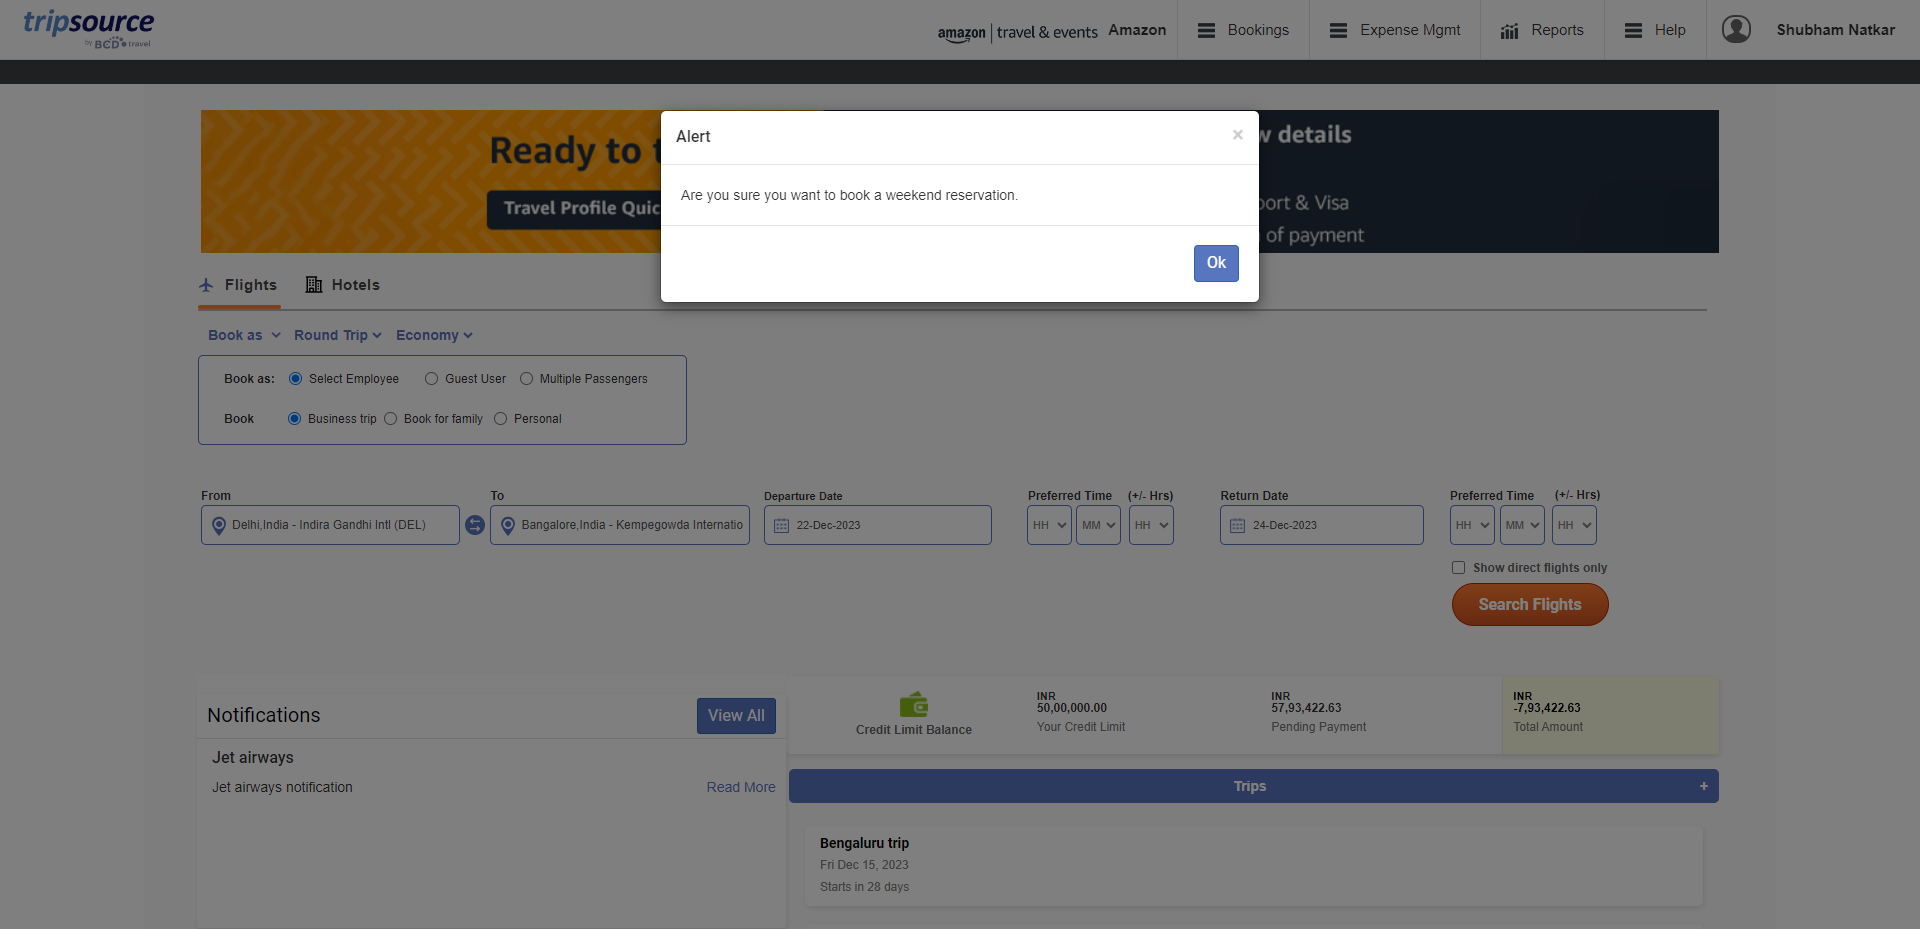 tripsource
by BCD travel
amazon | travel & events Amazon
Bookings
Expense Mgmt
Reports
Help
Shubham Natkar
Ready to
Travel Profile Quic
details
ort & Visa
of payment
Alert
×
Are you sure you want to book a weekend reservation.
Ok
Flights
Hotels
Book as
Round Trip
Economy
Book as: Select Employee Guest User Multiple Passengers
Book Business trip Book for family Personal
From
To
Departure Date
Preferred Time
(+/- Hrs)
Return Date
Preferred Time
(+/- Hrs)
Delhi,India - Indira Gandhi Intl (DEL)
Bangalore,India - Kempegowda Internatio
22-Dec-2023
HH
MM
HH
24-Dec-2023
HH
MM
HH
Show direct flights only
Search Flights
Notifications
View All
Jet airways
Jet airways notification
Read More
Credit Limit Balance
INR
50,00,000.00
Your Credit Limit
INR
57,93,422.63
Pending Payment
INR
-7,93,422.63
Total Amount
Trips
+
Bengaluru trip
Fri Dec 15, 2023
Starts in 28 days